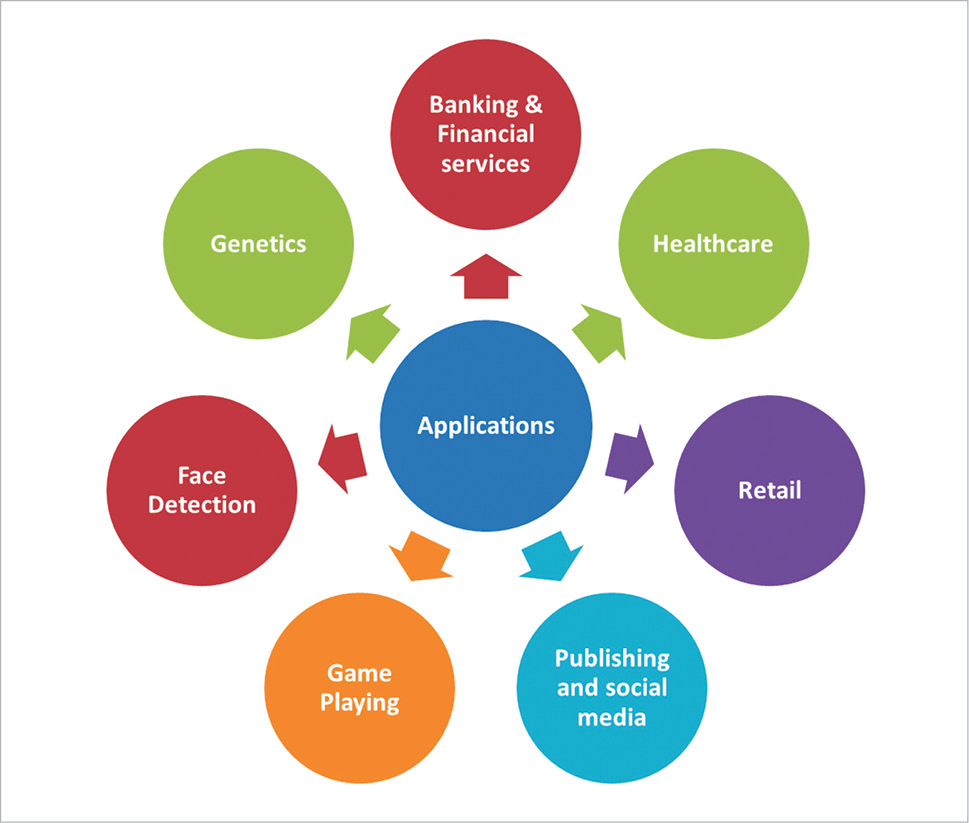 Banking &
Financial
services
Genetics
Healthcare
Applications
Face
Detection
Retail
Game
Playing
Publishing
and social
media